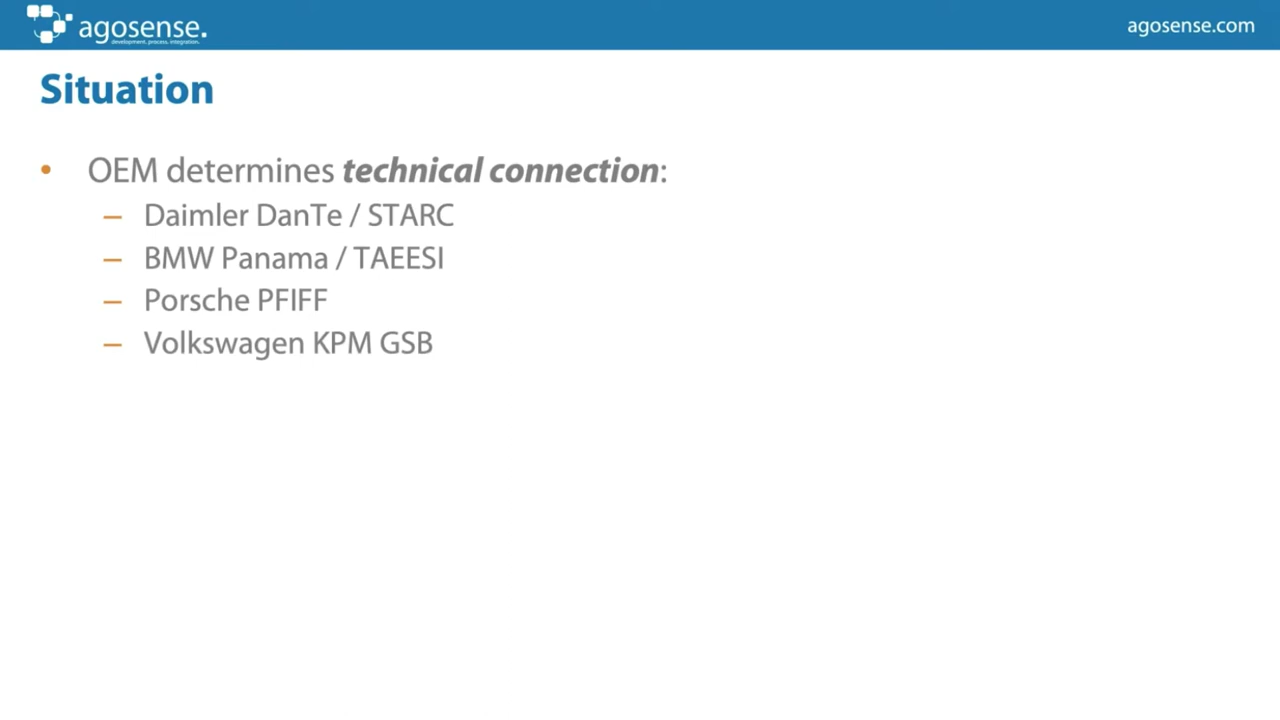 agosense.
development. process. integration.
agosense.com
Situation
• OEM determines technical connection:
– Daimler DanTe / STARC
– BMW Panama / TAEESI
– Porsche PFIFF
– Volkswagen KPM GSB